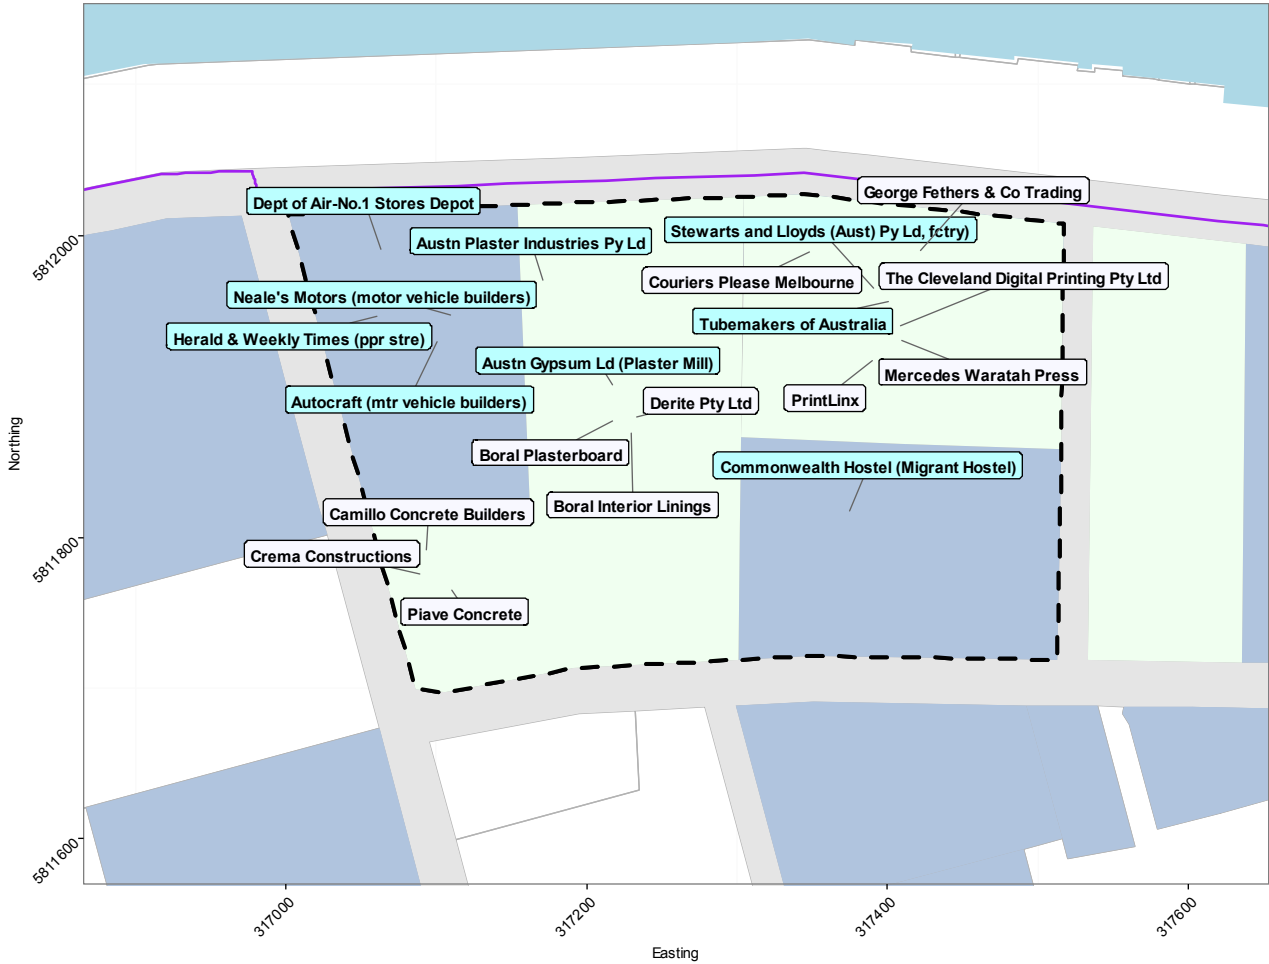 George Fethers & Co Trading
Dept of Air-No.1 Stores Depot
Stewarts and Lloyds (Aust) Py Ld, fctry)
Austn Plaster Industries Py Ld
5812000
Couriers Please Melbourne
The Cleveland Digital Printing Pty Ltd
Neale's Motors (motor vehicle builders)
Tubemakers of Australia
Herald & Weekly Times (ppr stre)
Austn Gypsum Ld (Plaster Mill)
Mercedes Waratah Press
Autocraft (mtr vehicle builders)
Derite Pty Ltd
PrintLinx
Northing
Boral Plasterboard
Commonwealth Hostel (Migrant Hostel)
Boral Interior Linings
Camillo Concrete Builders
5811800
Crema Constructions
Piave Concrete
5811600
317000
317200
317400
317600
Easting